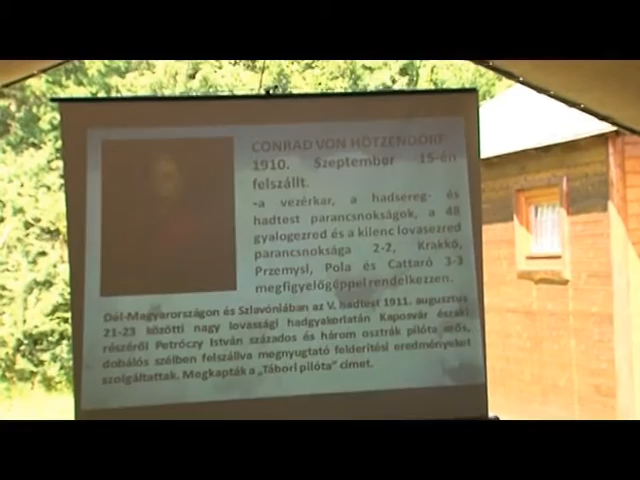 CONRAD VON HÖTZENDORF
1910. Szeptember 15-én
felszállt.
-a vezérkar, a hadsereg- és
hadtest parancsnokságok, a 48
gyalogezred és a kilenc lovasezred
parancsnoksága 2-2, Krakkó,
Przemysl, Pola és Cattaró 3-3
megfigyelőgéppel rendelkezzen.
Dél-Magyarországon és Szlavóniában az V. hadtest 1911. augusztus
21-23 közötti nagy lovassági hadgyakorlatán Kaposvár északi
részéről Petróczy István százados és három osztrák pilóta erős,
dobálós szélben felszállva megnyugtató felderítési eredményeket
szolgáltattak. Megkapták a „Tábori pilóta" címet.